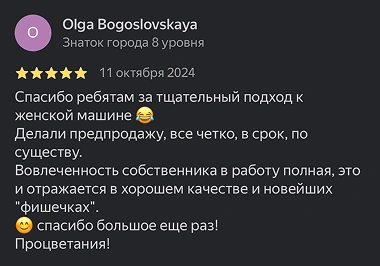 O
Olga Bogoslovskaya
Знаток города 8 уровня
11 октября 2024
Спасибо ребятам за тщательный подход к
женской машине 😂
Делали предпродажу, все четко, в срок, по
существу.
Вовлеченность собственника в работу полная, это
и отражается в хорошем качестве и новейших
"фишечках".
😊 спасибо большое еще раз!
Процветания!